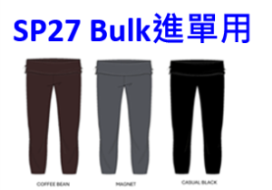 SP27 Bulk進單用
COFFEE BEAN
MAGNET
CASUAL BLACK